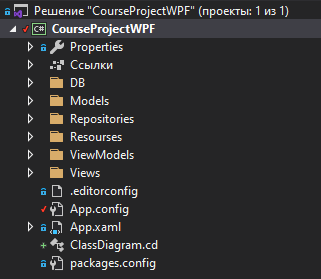 Решение "CourseProjectWPF" (проекты: 1 из 1)
CourseProjectWPF
Properties
Ссылки
DB
Models
Repositories
Resourses
ViewModels
Views
.editorconfig
App.config
App.xaml
ClassDiagram.cd
packages.config